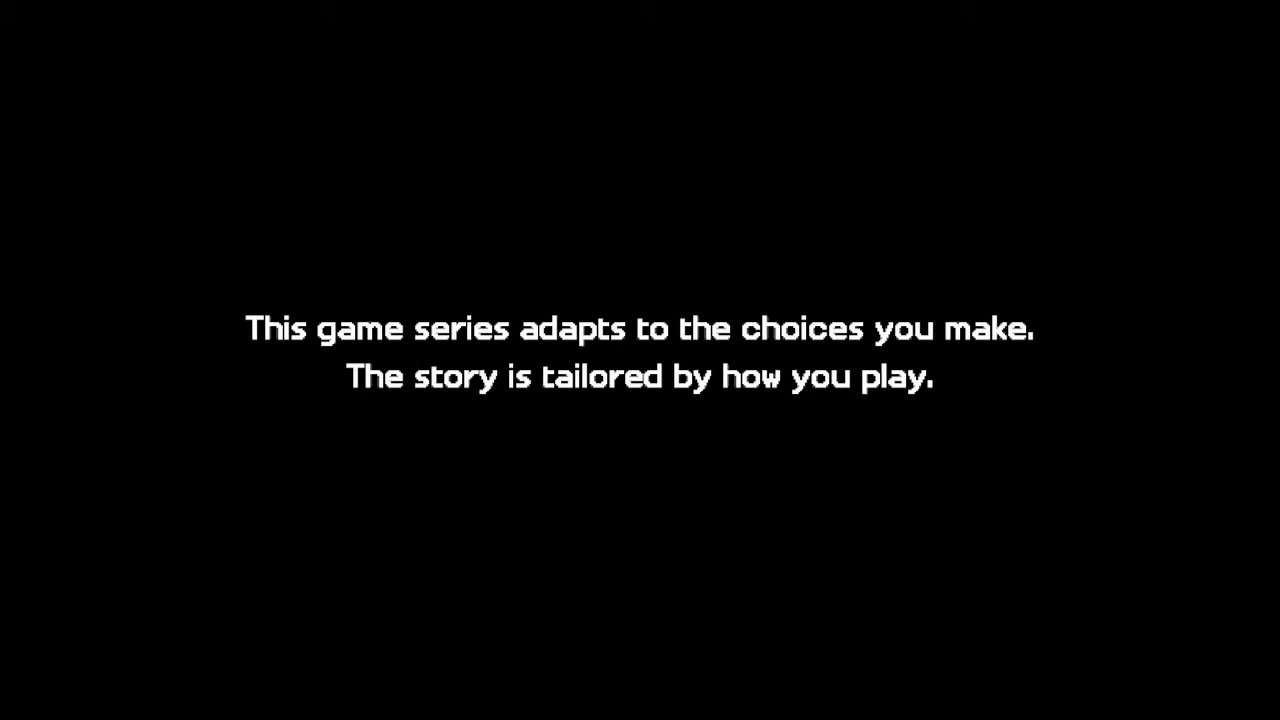 This game series adapts to the choices you make.
The story is tailored by how you play.